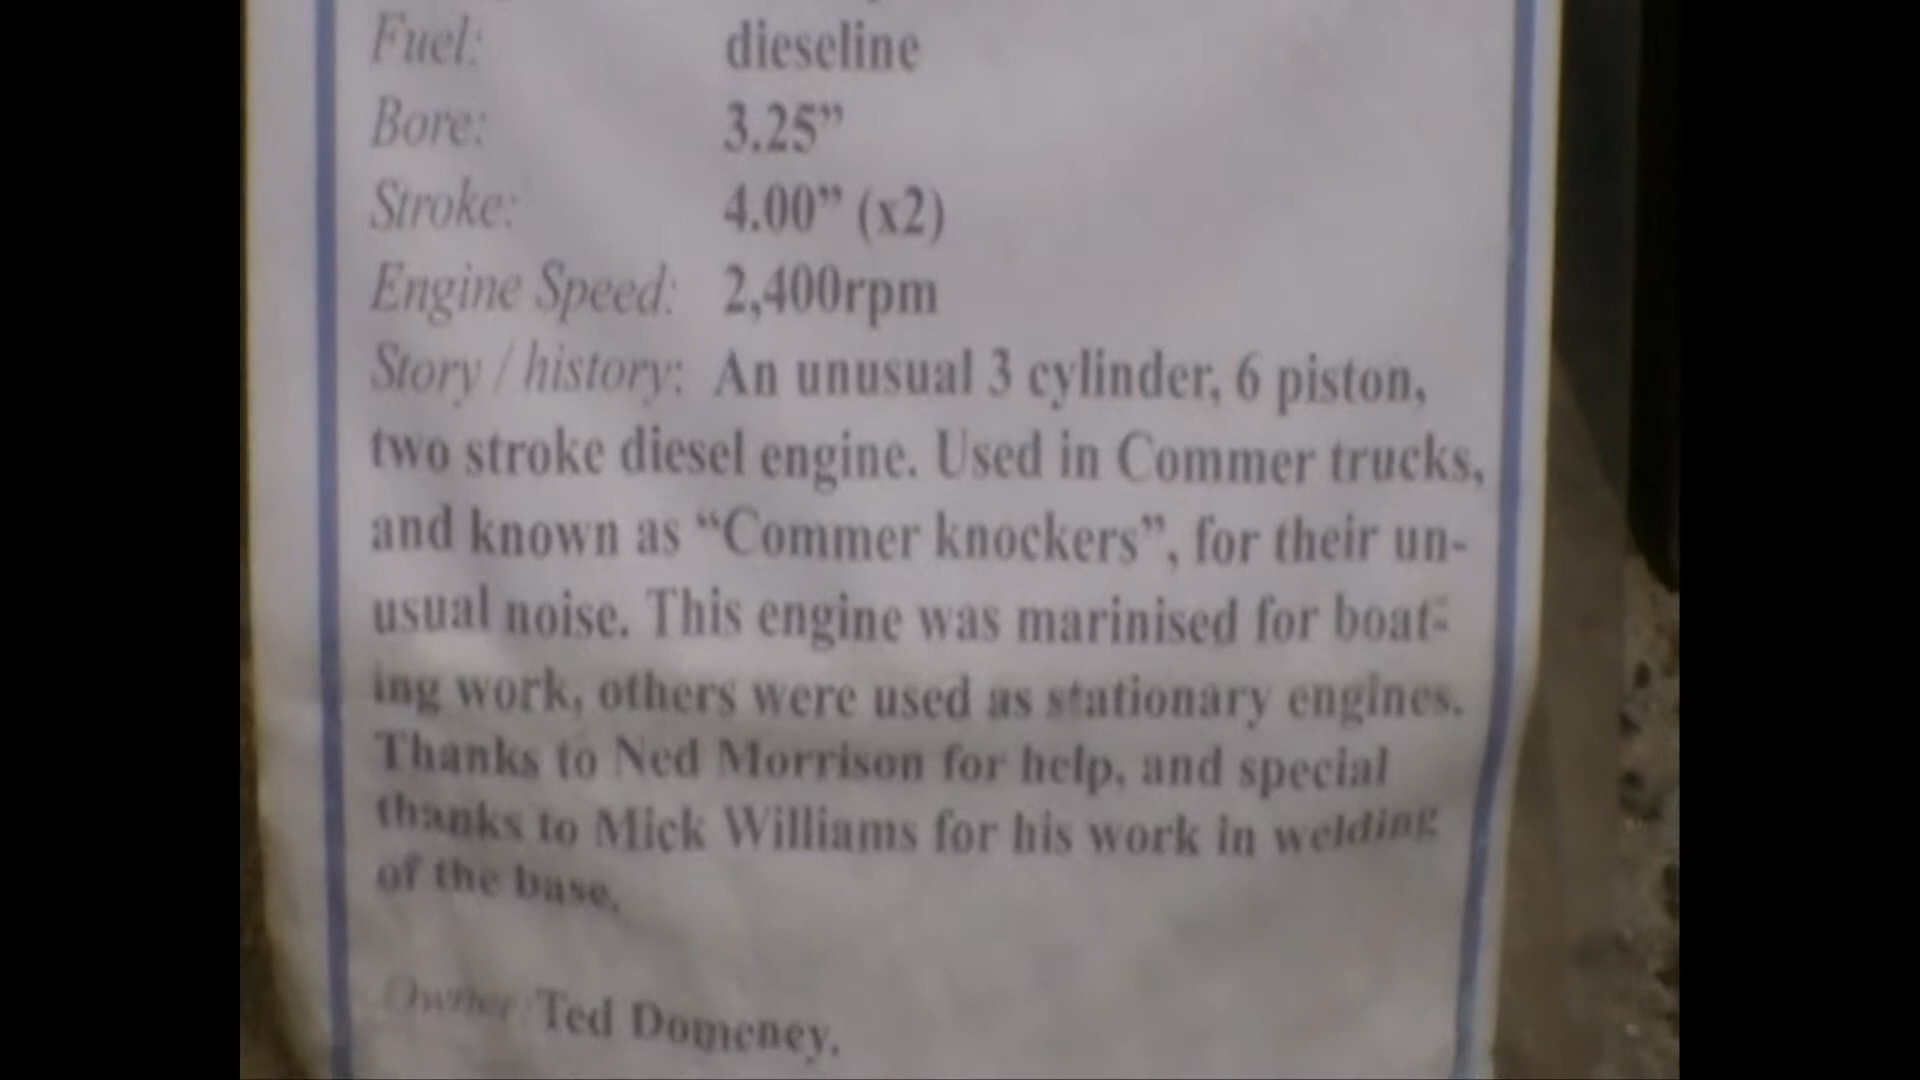 Fuel: dieseline
Bore: 3.25”
Stroke: 4.00” (x2)
Engine Speed: 2,400rpm
Story / history: An unusual 3 cylinder, 6 piston,
two stroke diesel engine. Used in Commer trucks,
and known as “Commer knockers”, for their un-
usual noise. This engine was marinised for boat-
ing work, others were used as stationary engines.
Thanks to Ned Morrison for help, and special
thanks to Mick Williams for his work in welding
of the base.
Owner: Ted Domeney.